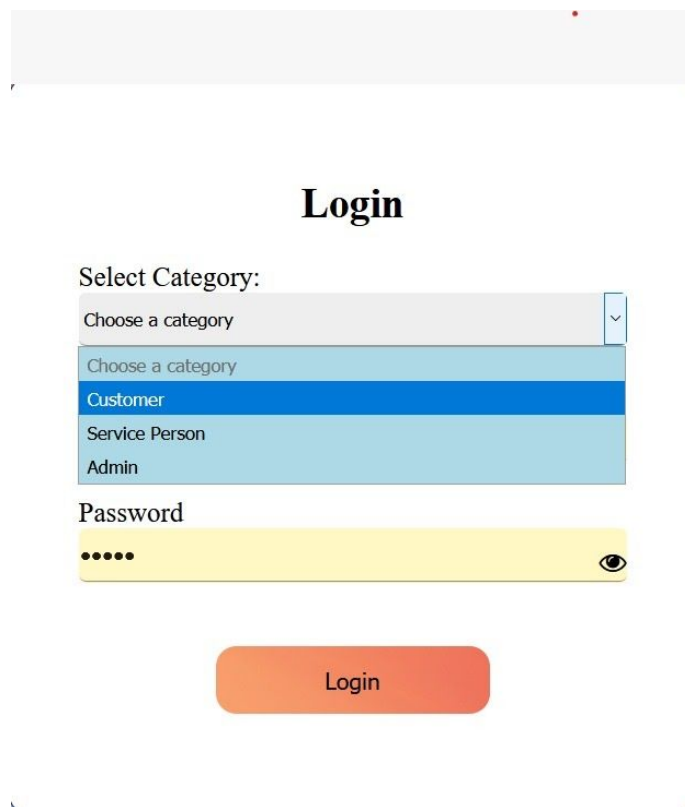 Login
Select Category:
Choose a category
Choose a category
Customer
Service Person
Admin
Password
•••••
Login